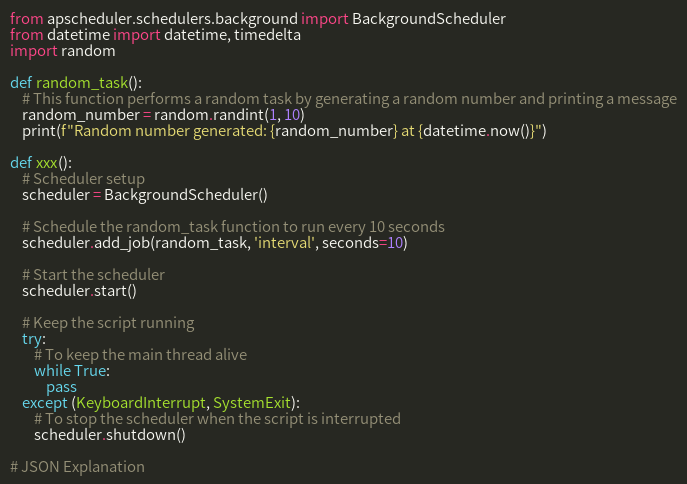 from apscheduler.schedulers.background import BackgroundScheduler
from datetime import datetime, timedelta
import random

def random_task():
    # This function performs a random task by generating a random number and printing a message
    random_number = random.randint(1, 10)
    print(f"Random number generated: {random_number} at {datetime.now()}")

def xxx():
    # Scheduler setup
    scheduler = BackgroundScheduler()

    # Schedule the random_task function to run every 10 seconds
    scheduler.add_job(random_task, 'interval', seconds=10)

    # Start the scheduler
    scheduler.start()

    # Keep the script running
    try:
        # To keep the main thread alive
        while True:
            pass
    except (KeyboardInterrupt, SystemExit):
        # To stop the scheduler when the script is interrupted
        scheduler.shutdown()

# JSON Explanation